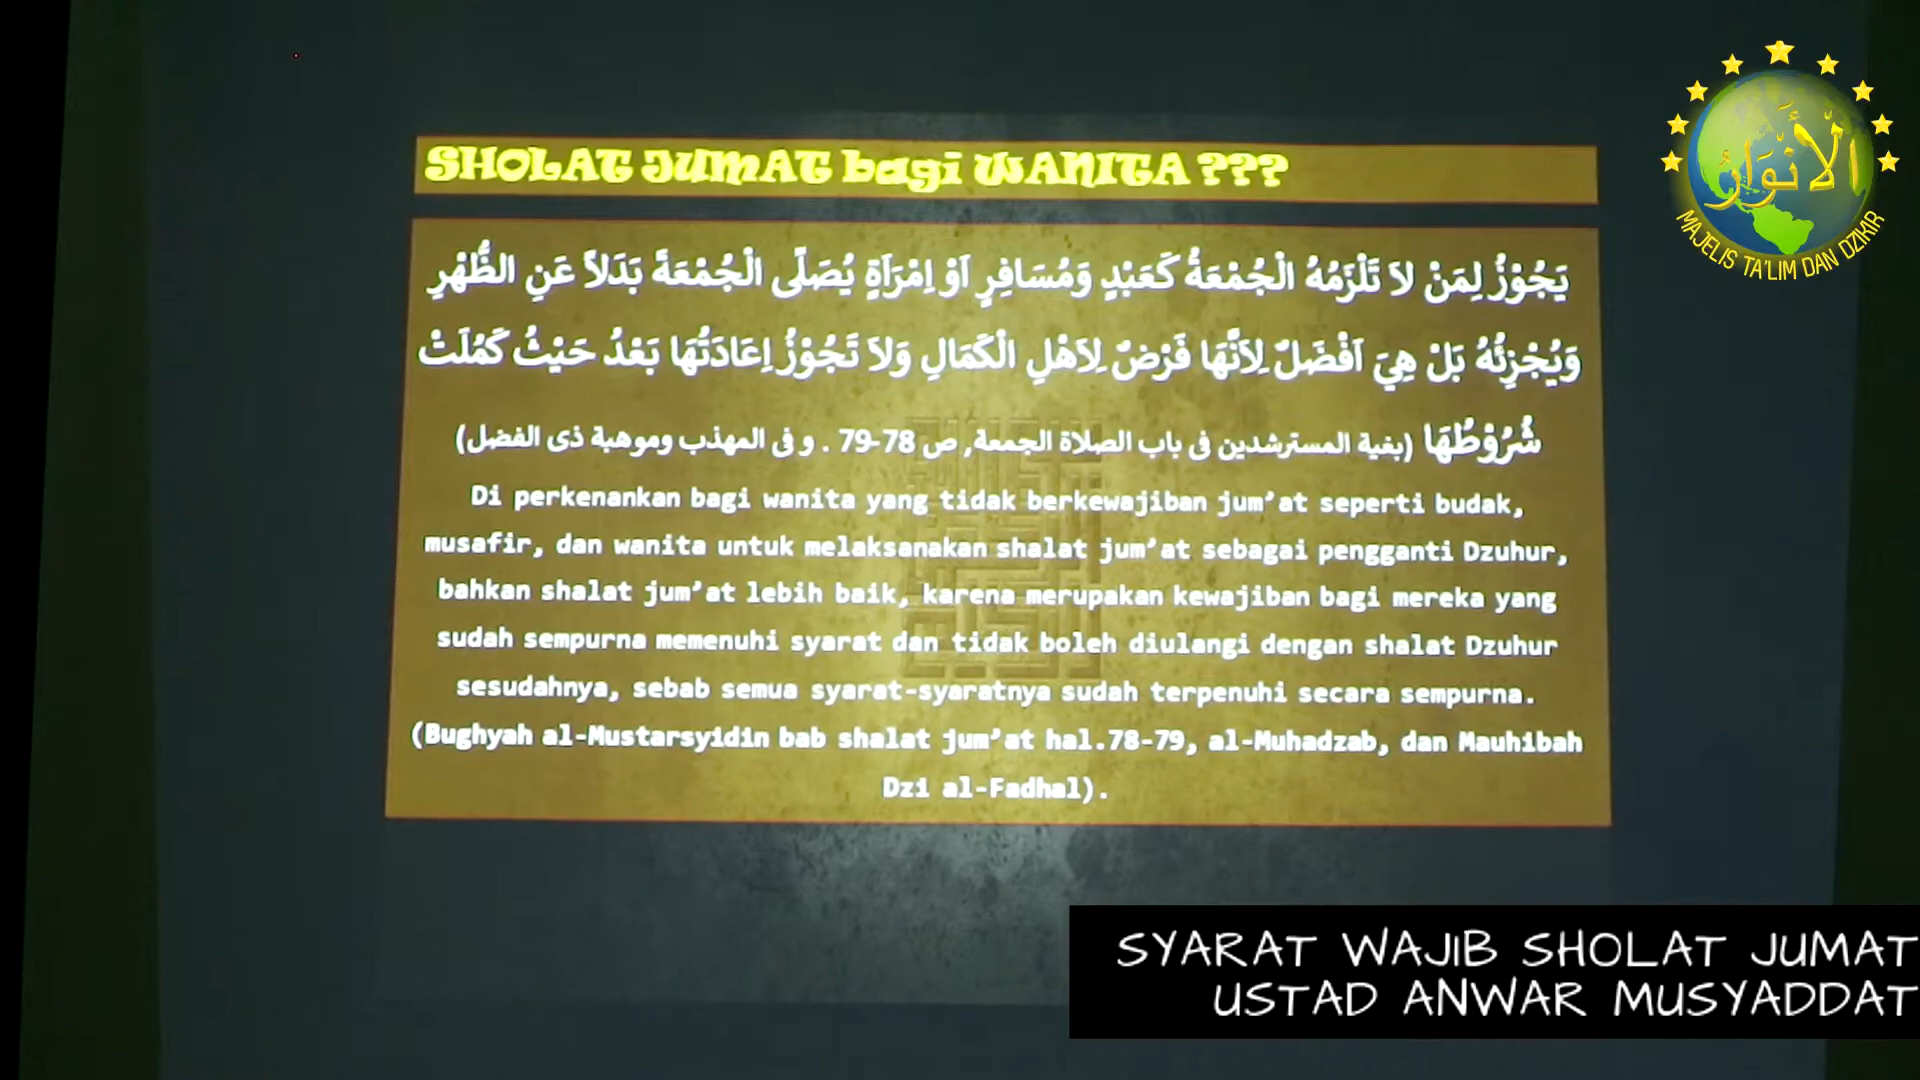 SHOLAT JUMAT bagi WANITA ???
يَجُوْزُ لِمَنْ لاَ تَلْزَمُهُ الْجُمْعَةُ كَعَبْدٍ وَمُسَافِرٍ اَوْ اِمْرَاَةٍ يُصَلَّى الْجُمْعَةَ بَدَلاً عَنِ الظُّهْرِ
وَيُجْزِئُهُ بَلْ هِيَ اَفْضَلٌ لِاَنَّهَا فَرْضٌ لِاَهْلِ الْكَمَالِ وَلاَ تَجُوْزُ اِعَادَتُهَا بَعْدُ حَيْثُ كَمُلَتْ
شُرُوْطُهَا (بغية المسترشدين فى باب الصلاة الجمعة, ص 78-79 . و فى المهذب وموهبة ذى الفضل)
Di perkenankan bagi wanita yang tidak berkewajiban jum’at seperti budak,
musafir, dan wanita untuk melaksanakan shalat jum’at sebagai pengganti Dzuhur,
bahkan shalat jum’at lebih baik, karena merupakan kewajiban bagi mereka yang
sudah sempurna memenuhi syarat dan tidak boleh diulangi dengan shalat Dzuhur
sesudahnya, sebab semua syarat-syaratnya sudah terpenuhi secara sempurna.
(Bughyah al-Mustarsyidin bab shalat jum’at hal.78-79, al-Muhadzab, dan Mauhibah
Dzi al-Fadhal).
الْأَنْوَارُ
MAJELIS TA'LIM DAN DZIKIR
SYARAT WAJIB SHOLAT JUMAT
USTAD ANWAR MUSYADDAT